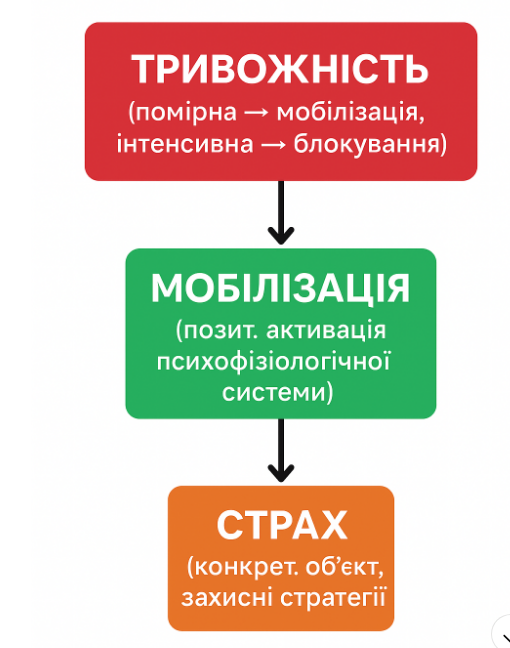 ТРИВОЖНІСТЬ
(помірна → мобілізація,
інтенсивна → блокування)
МОБІЛІЗАЦІЯ
(позит. активація
психофізіологічної
системи)
СТРАХ
(конкрет. об’єкт,
захисні стратегії